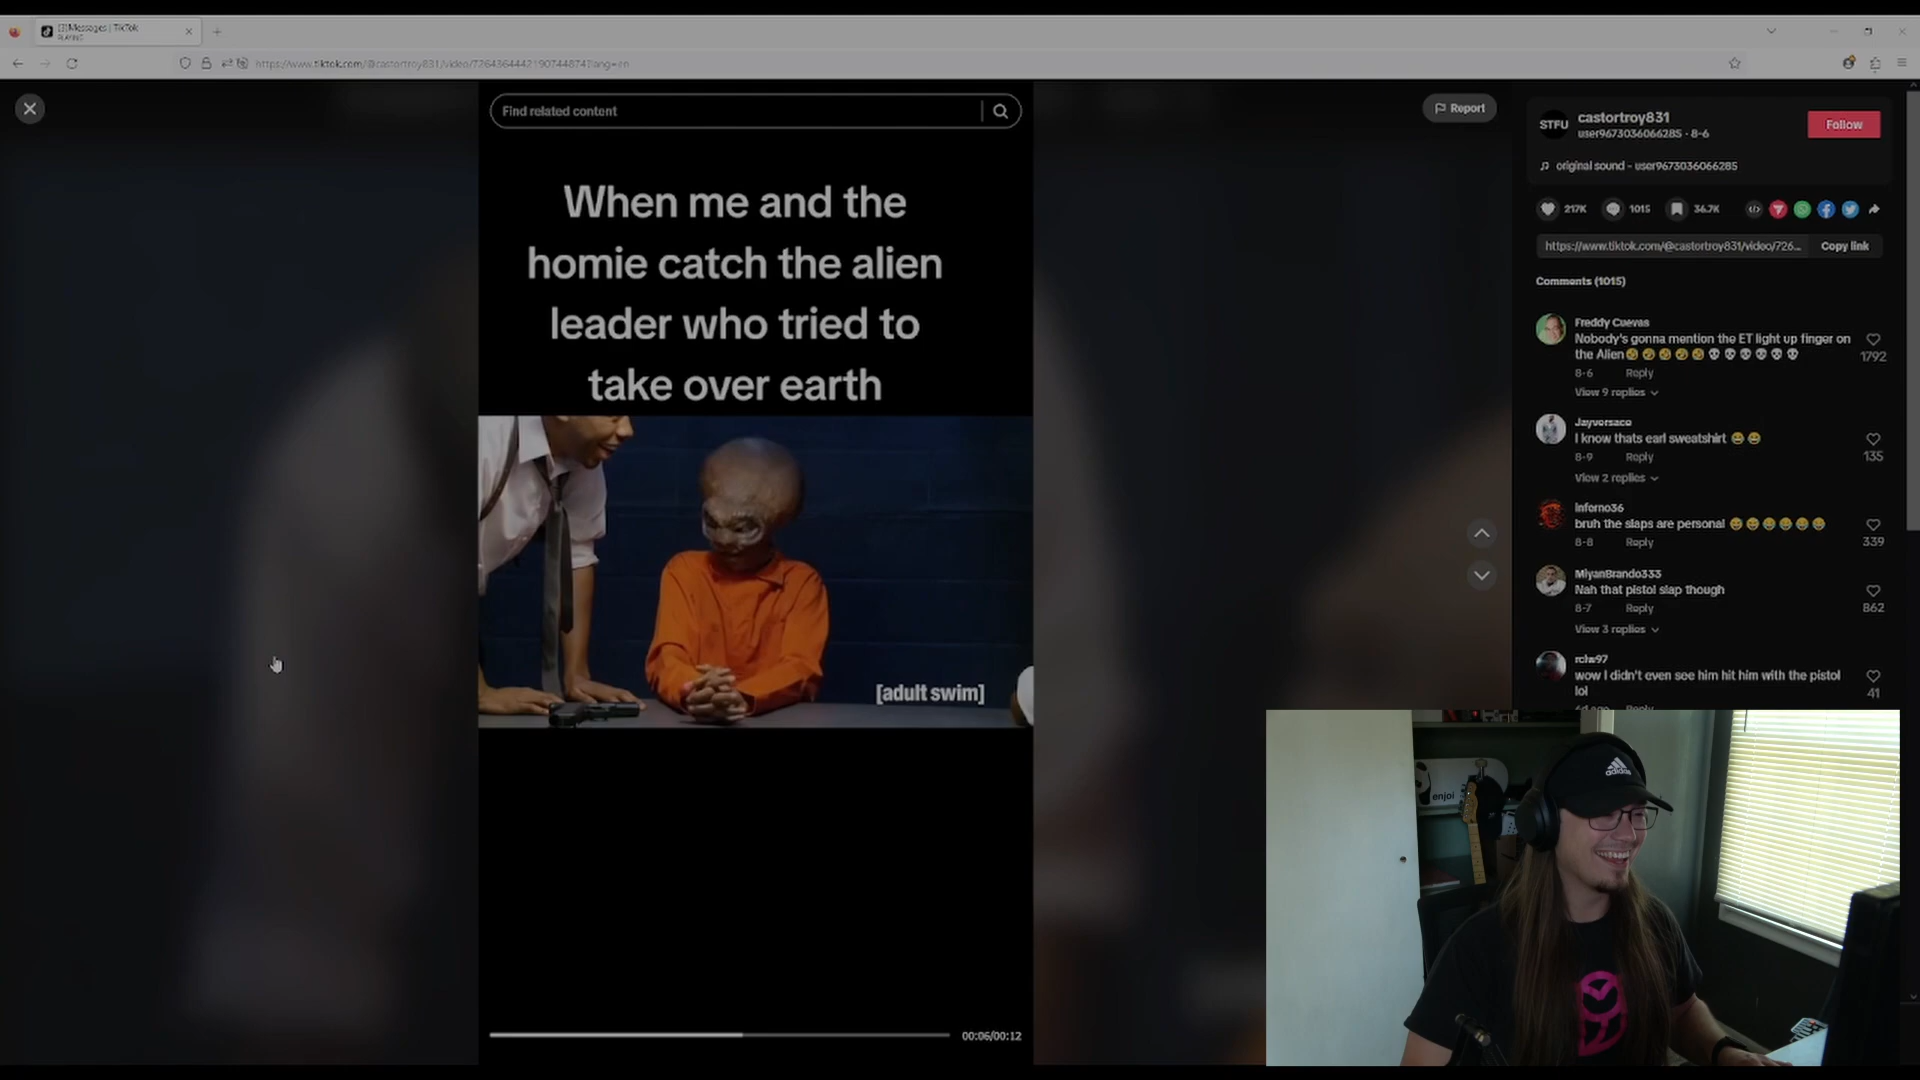 (3) Messages | TikTok
PLAYING
https://www.tiktok.com/@castortroy831/video/7264364442190744874?lang=en
Find related content
Report
STFU
castortroy831
user9673036066285 · 8-6
Follow
original sound - user9673036066285
217K
1015
36.7K
https://www.tiktok.com/@castortroy831/video/726...
Copy link
Comments (1015)
When me and the
homie catch the alien
leader who tried to
take over earth
[adult swim]
00:06/00:12
Freddy Cuevas
Nobody's gonna mention the ET light up finger on
the Alien🤣🤣🤣🤣🤣💀💀💀💀💀💀
1792
8-6 Reply
View 9 replies
Jayversace
I know thats earl sweatshirt 😂😂
135
8-9 Reply
View 2 replies
Inferno36
bruh the slaps are personal 😂😂😂😂😂😂
339
8-8 Reply
MiyanBrando333
Nah that pistol slap though
862
8-7 Reply
View 3 replies
rclw97
wow I didn't even see him hit him with the pistol
lol
41
6d ago Reply
adidas
enjoi